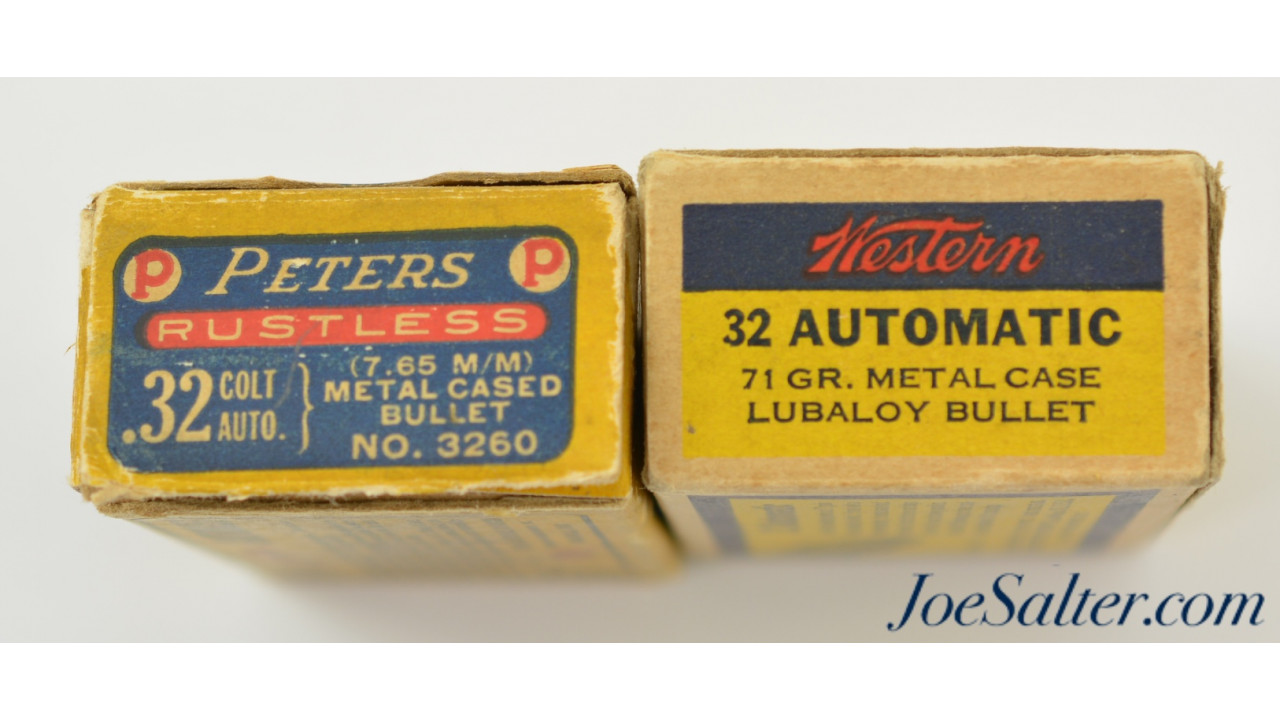 P PETERS P
RUSTLESS
.32 COLT AUTO.
(7.65 M/M)
METAL CASED
BULLET
NO. 3260
Western
32 AUTOMATIC
71 GR. METAL CASE
LUBALOY BULLET
JoeSalter.com